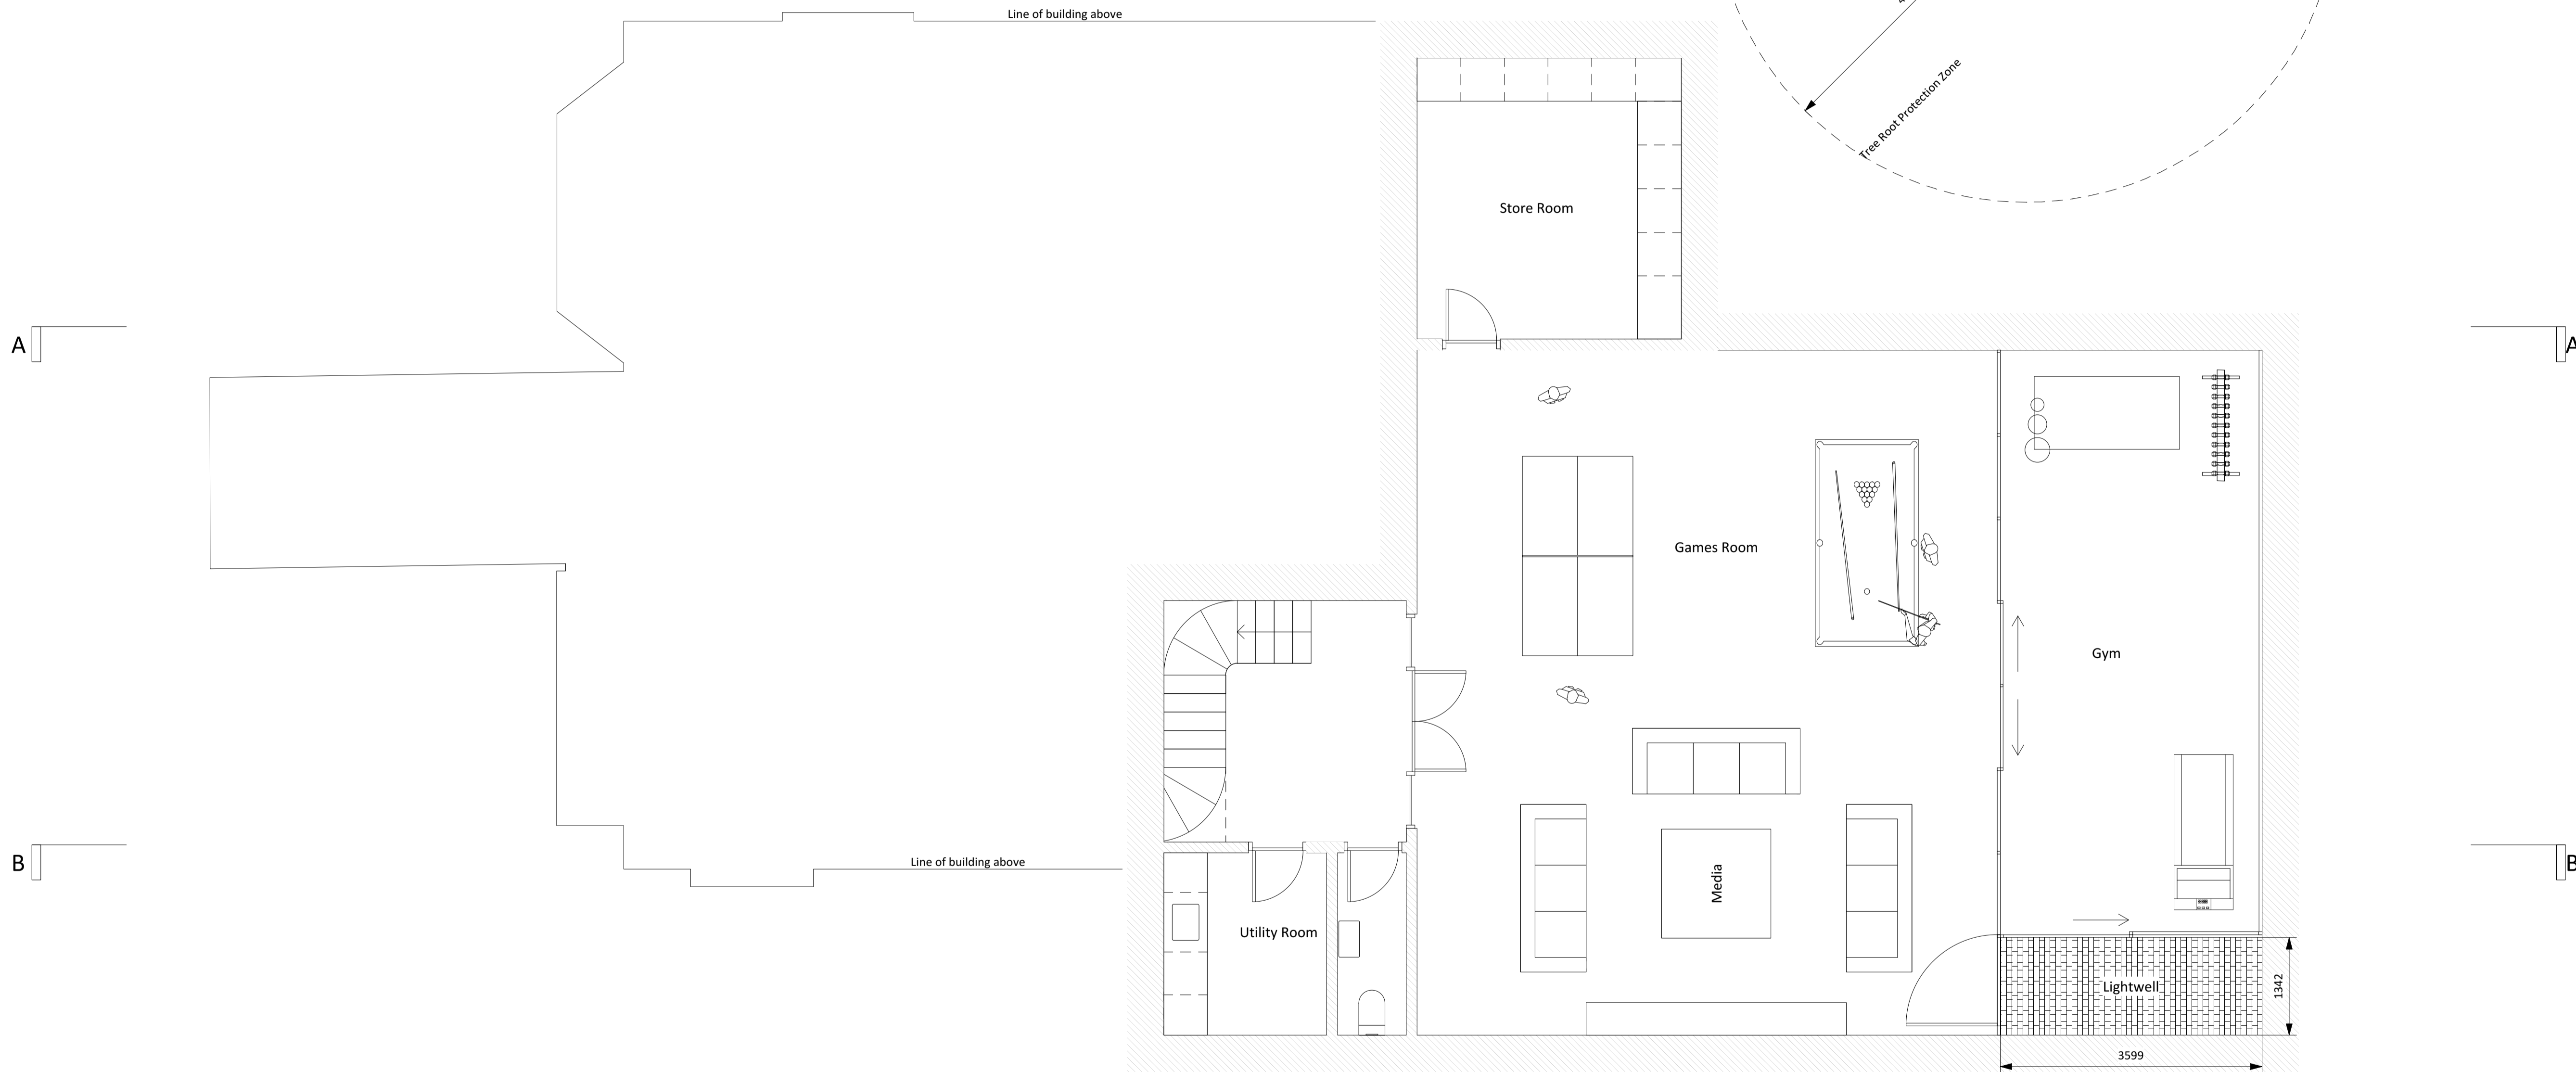 Line of building above
Tree Root Protection Zone
Store Room
A
A
Games Room
Gym
B
Line of building above
B
Media
Utility Room
Lightwell
1342
3599